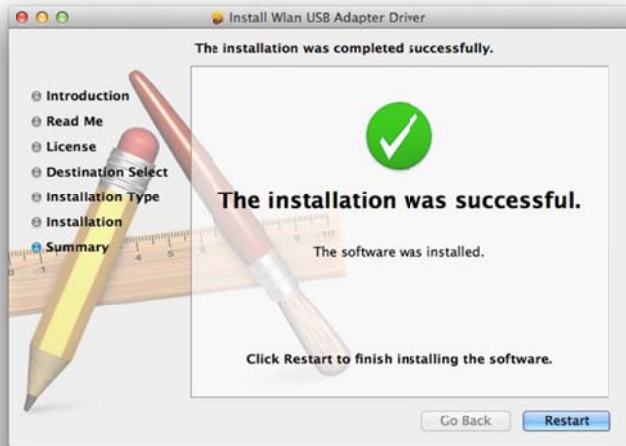 Install Wlan USB Adapter Driver
The installation was completed successfully.
Introduction
Read Me
License
Destination Select
Installation Type
Installation
Summary
The installation was successful.
The software was installed.
Click Restart to finish installing the software.
Go Back
Restart